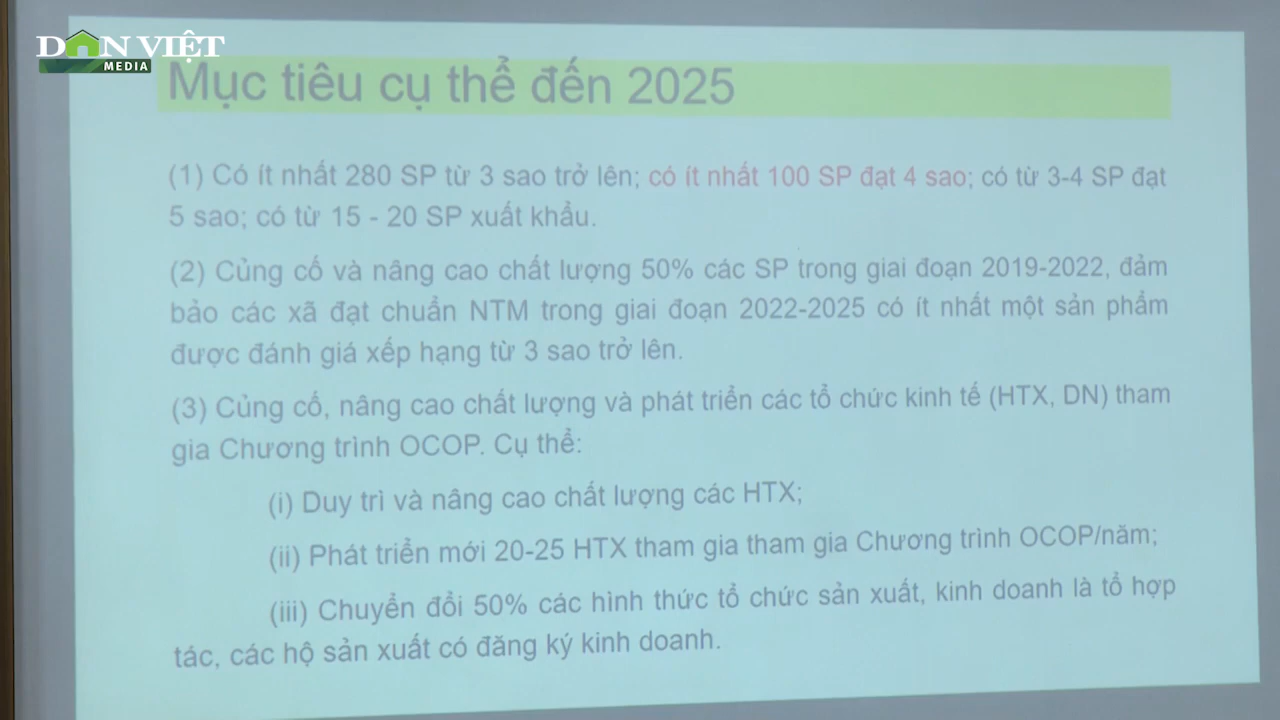 DÂN VIỆT
MEDIA
Mục tiêu cụ thể đến 2025
(1) Có ít nhất 280 SP từ 3 sao trở lên; có ít nhất 100 SP đạt 4 sao; có từ 3-4 SP đạt
5 sao; có từ 15 - 20 SP xuất khẩu.
(2) Củng cố và nâng cao chất lượng 50% các SP trong giai đoạn 2019-2022, đảm
bảo các xã đạt chuẩn NTM trong giai đoạn 2022-2025 có ít nhất một sản phẩm
được đánh giá xếp hạng từ 3 sao trở lên.
(3) Củng cố, nâng cao chất lượng và phát triển các tổ chức kinh tế (HTX, DN) tham
gia Chương trình OCOP. Cụ thể:
(i) Duy trì và nâng cao chất lượng các HTX;
(ii) Phát triển mới 20-25 HTX tham gia tham gia Chương trình OCOP/năm;
(iii) Chuyển đổi 50% các hình thức tổ chức sản xuất, kinh doanh là tổ hợp
tác, các hộ sản xuất có đăng ký kinh doanh.